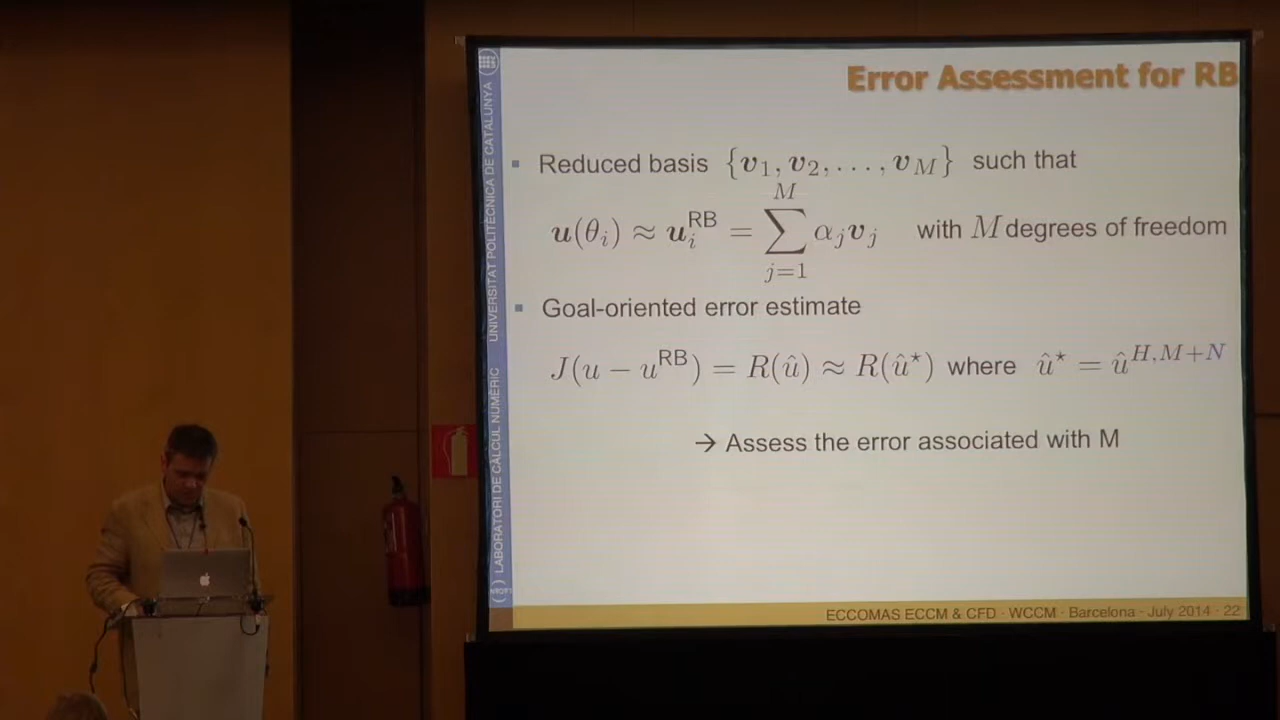 Error Assessment for RB
Reduced basis {v_1, v_2, . . . , v_M} such that
u(θ_i) ≈ u_i^RB = ∑_{j=1}^{M} α_j v_j with M degrees of freedom
Goal-oriented error estimate
J(u − u^RB) = R(û) ≈ R(û^⋆) where û^⋆ = û^{H,M+N}
→ Assess the error associated with M
ECCOMAS ECCM & CFD · WCCM · Barcelona · July 2014 · 22
LABORATORI DE CÀLCUL NUMÈRIC UNIVERSITAT POLITÈCNICA DE CATALUNYA